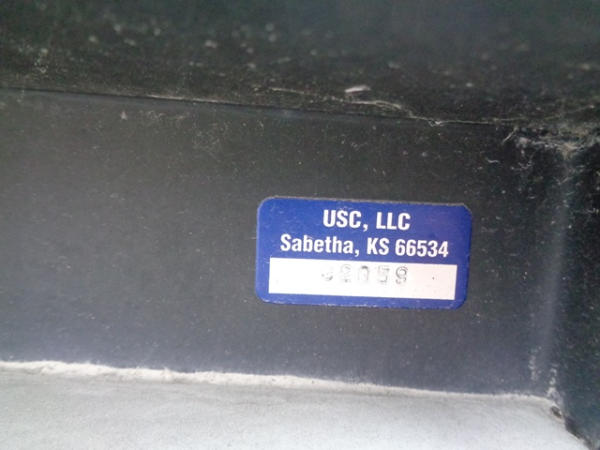 USC, LLC
Sabetha, KS 66534